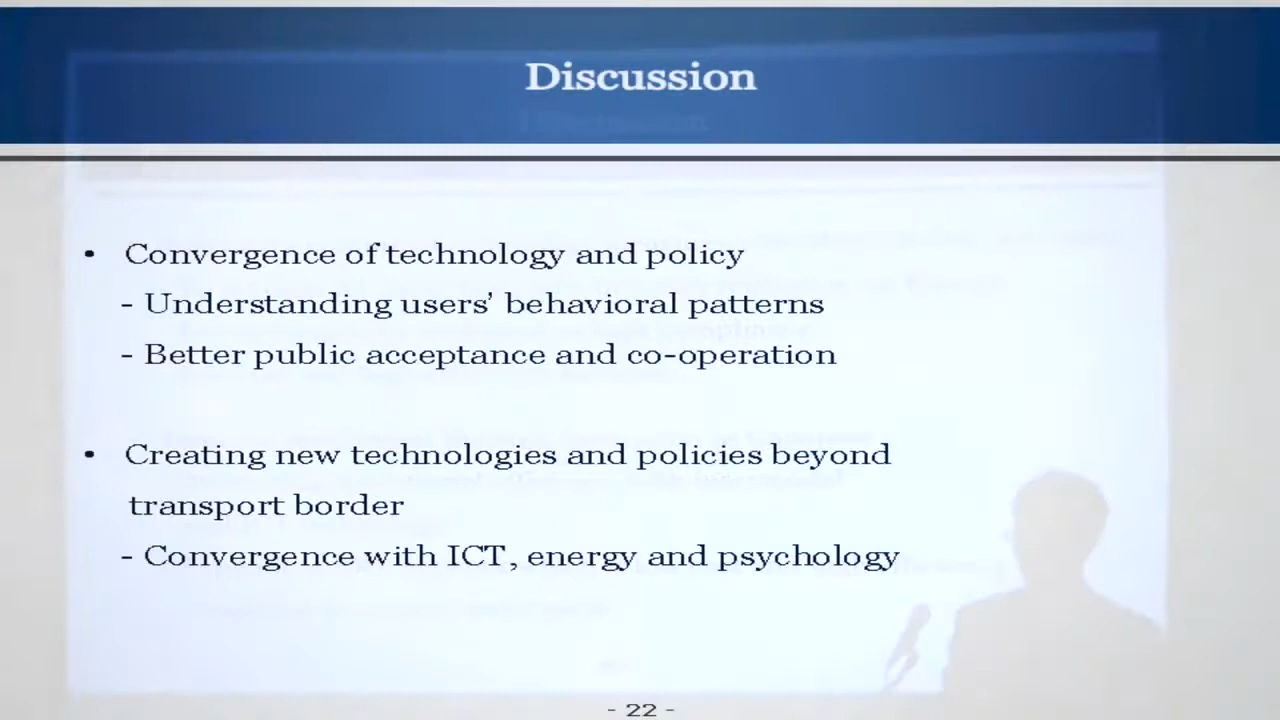 Discussion
• Convergence of technology and policy
- Understanding users' behavioral patterns
- Better public acceptance and co-operation
• Creating new technologies and policies beyond
transport border
- Convergence with ICT, energy and psychology
- 22 -